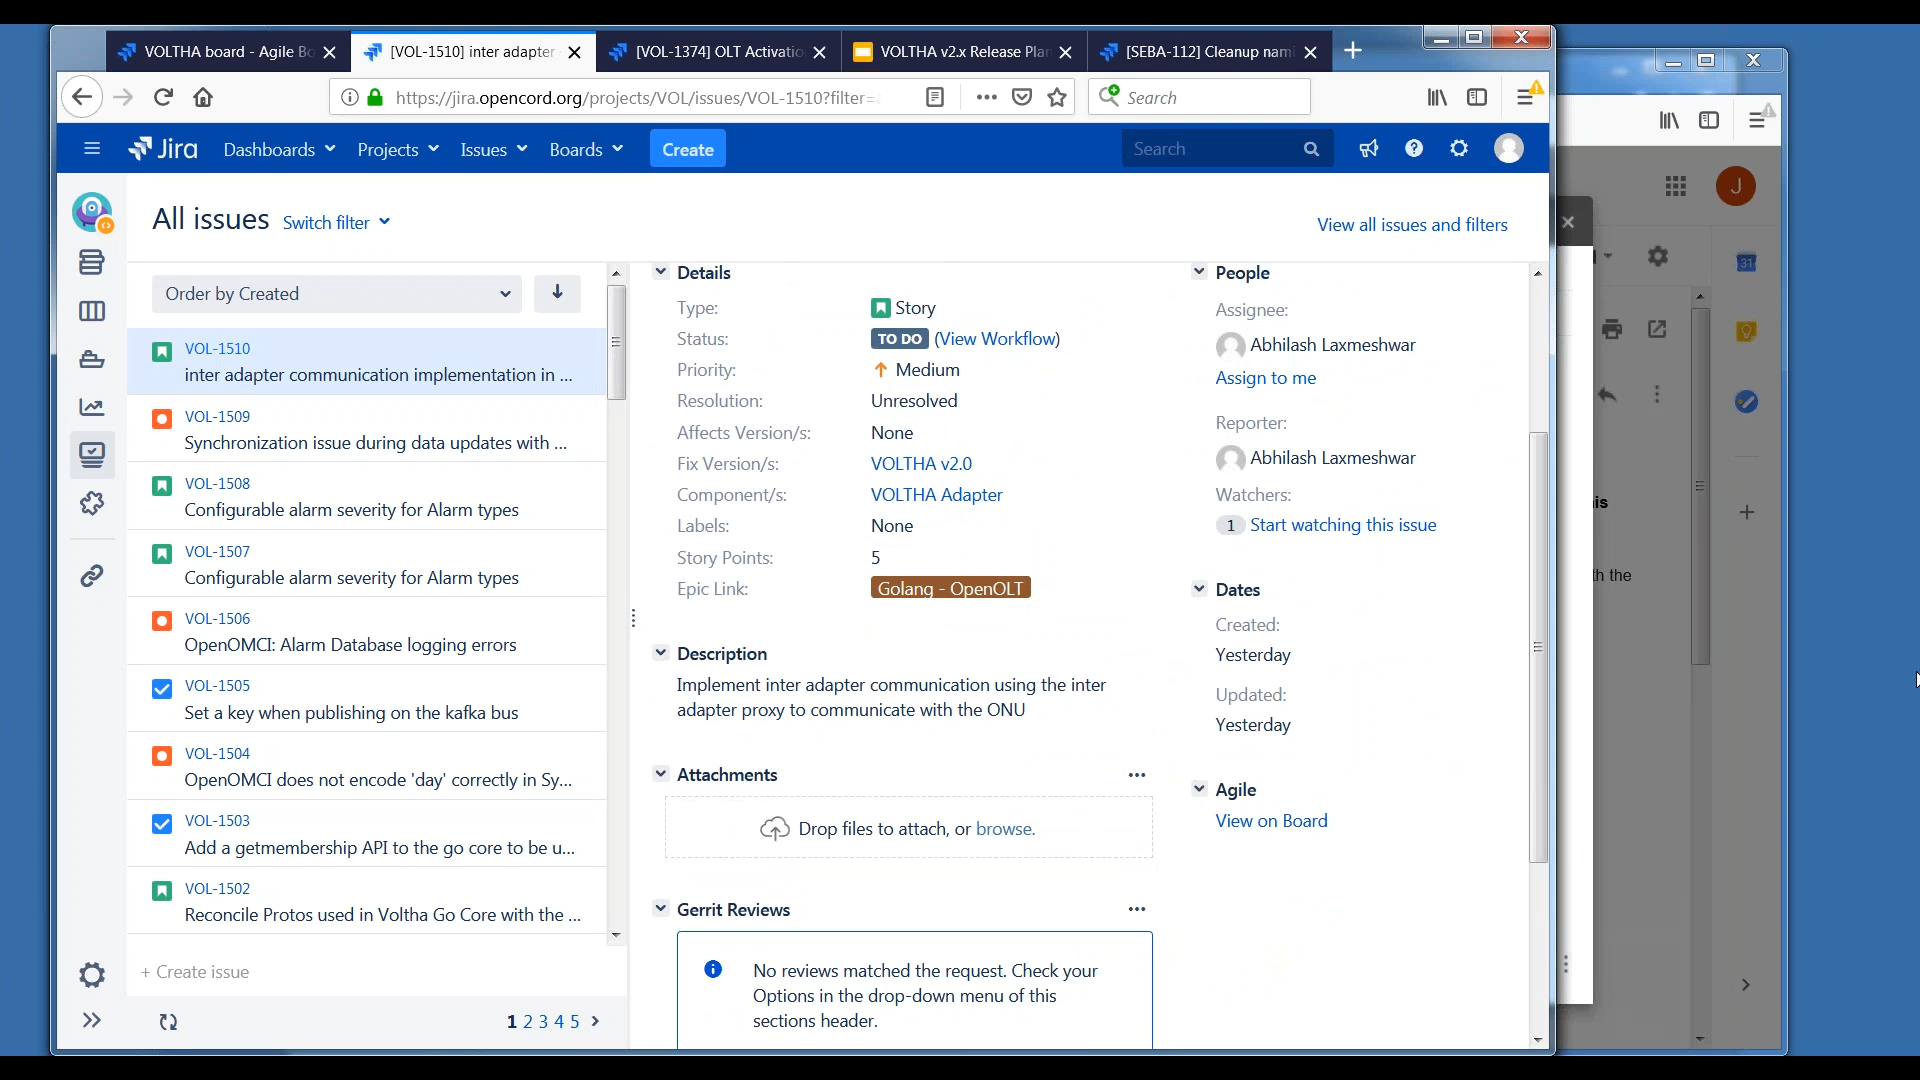 VOLTHA board - Agile Bo
[VOL-1510] inter adapter
[VOL-1374] OLT Activatio
VOLTHA v2.x Release Plan
[SEBA-112] Cleanup nami
https://jira.opencord.org/projects/VOL/issues/VOL-1510?filter=
Search
Jira
Dashboards
Projects
Issues
Boards
Create
Search
J
All issues
Switch filter
View all issues and filters
Order by Created
VOL-1510
inter adapter communication implementation in ...
VOL-1509
Synchronization issue during data updates with ...
VOL-1508
Configurable alarm severity for Alarm types
VOL-1507
Configurable alarm severity for Alarm types
VOL-1506
OpenOMCI: Alarm Database logging errors
VOL-1505
Set a key when publishing on the kafka bus
VOL-1504
OpenOMCI does not encode 'day' correctly in Sy...
VOL-1503
Add a getmembership API to the go core to be u...
VOL-1502
Reconcile Protos used in Voltha Go Core with the ...
+ Create issue
1 2 3 4 5
Details
Type: Story
Status: TO DO (View Workflow)
Priority: Medium
Resolution: Unresolved
Affects Version/s: None
Fix Version/s: VOLTHA v2.0
Component/s: VOLTHA Adapter
Labels: None
Story Points: 5
Epic Link: Golang - OpenOLT
Description
Implement inter adapter communication using the inter
adapter proxy to communicate with the ONU
Attachments
Drop files to attach, or browse.
Gerrit Reviews
No reviews matched the request. Check your
Options in the drop-down menu of this
sections header.
People
Assignee:
Abhilash Laxmeshwar
Assign to me
Reporter:
Abhilash Laxmeshwar
Watchers:
1 Start watching this issue
Dates
Created:
Yesterday
Updated:
Yesterday
Agile
View on Board
31
is
th the